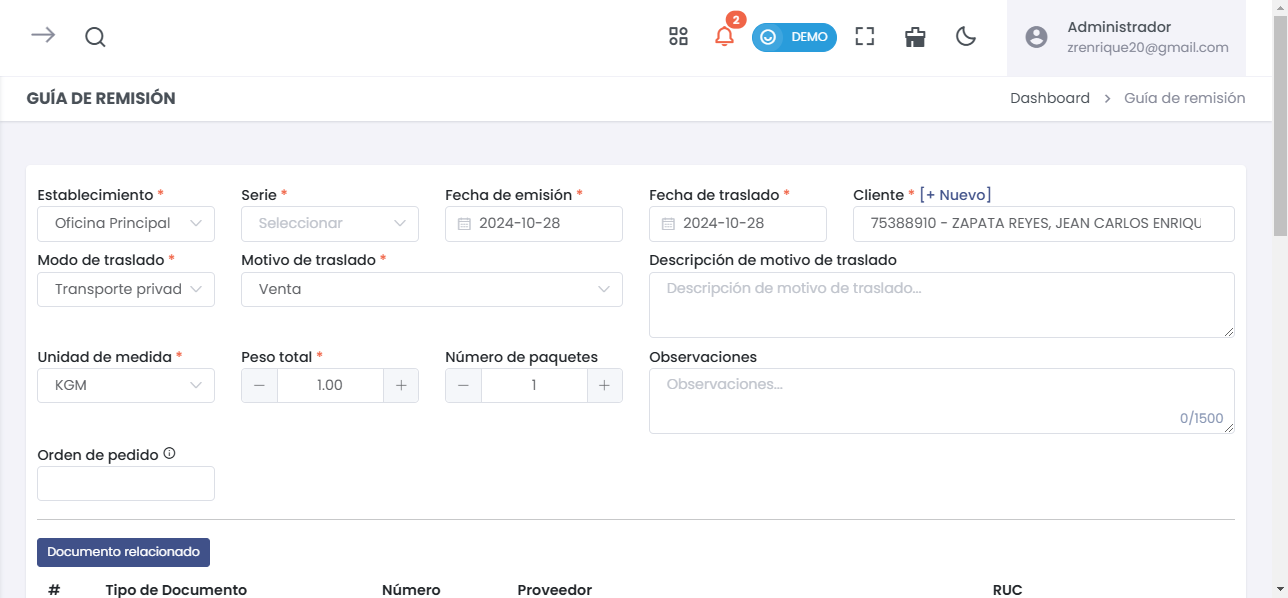 2
DEMO
Administrador
zrenrique20@gmail.com
GUÍA DE REMISIÓN
Dashboard > Guía de remisión
Establecimiento * Serie * Fecha de emisión * Fecha de traslado * Cliente * [+ Nuevo]
Oficina Principal Seleccionar 2024-10-28 2024-10-28 75388910 - ZAPATA REYES, JEAN CARLOS ENRIQU
Modo de traslado * Motivo de traslado * Descripción de motivo de traslado
Transporte privad Venta Descripción de motivo de traslado...
Unidad de medida * Peso total * Número de paquetes Observaciones
KGM − 1.00 + − 1 + Observaciones...
0/1500
Orden de pedido
Documento relacionado
# Tipo de Documento Número Proveedor RUC